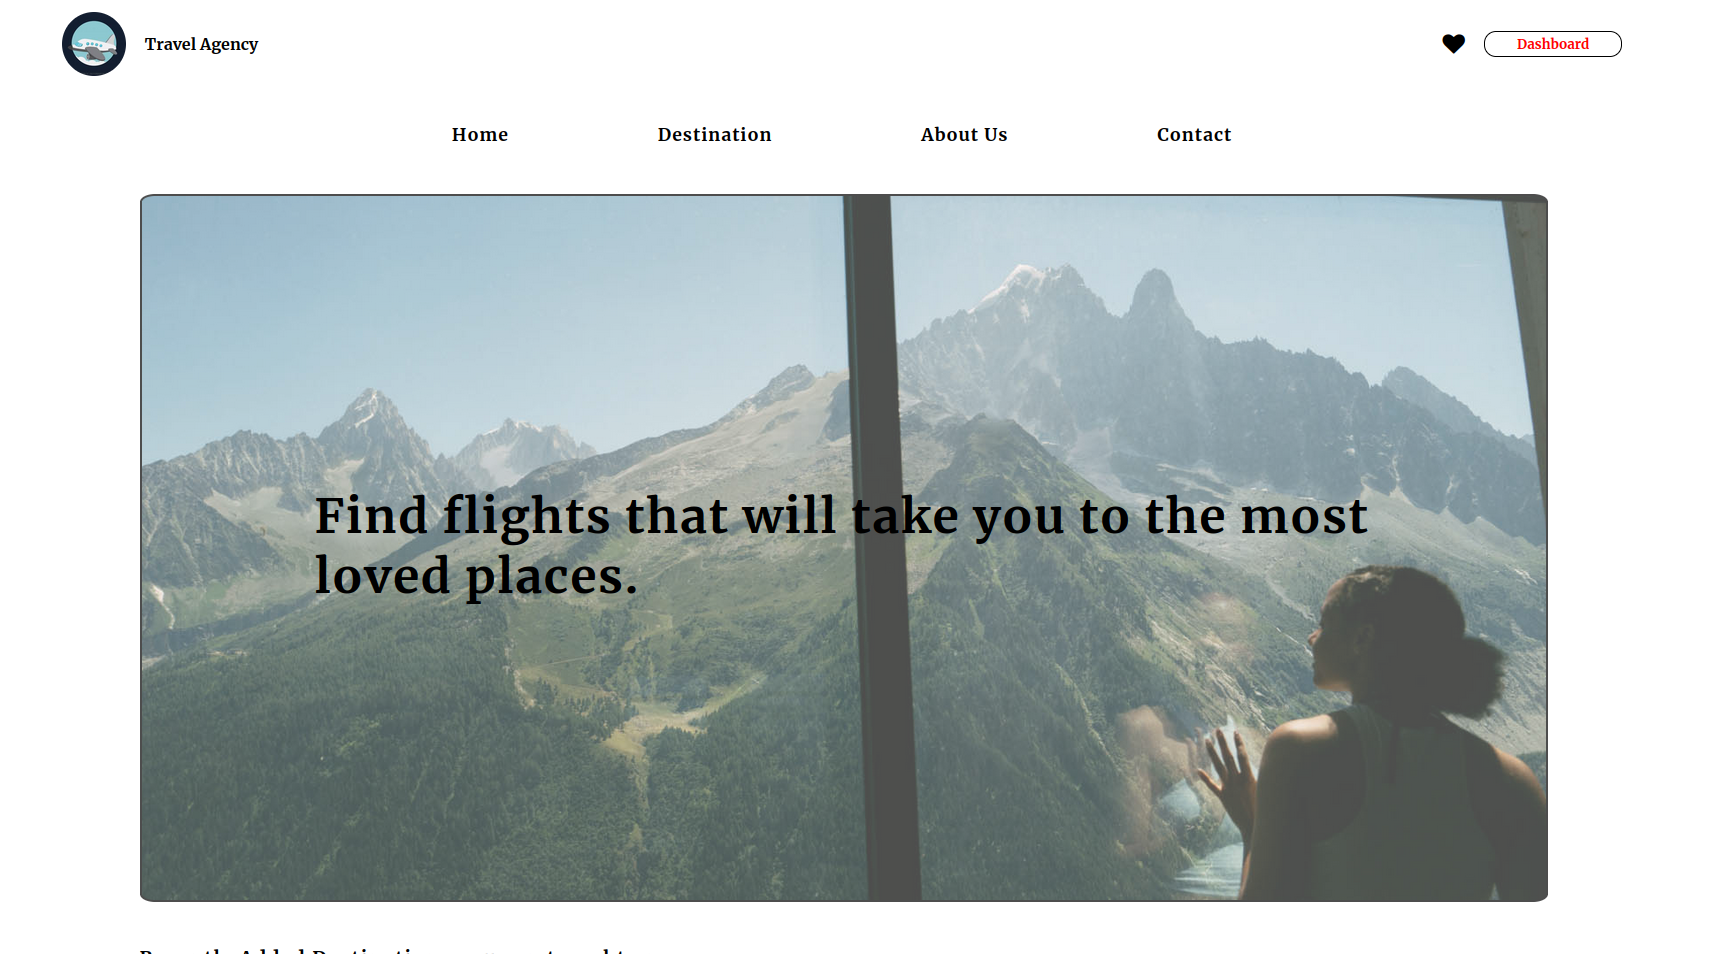 Travel Agency
Dashboard
Home
Destination
About Us
Contact
Find flights that will take you to the most
loved places.